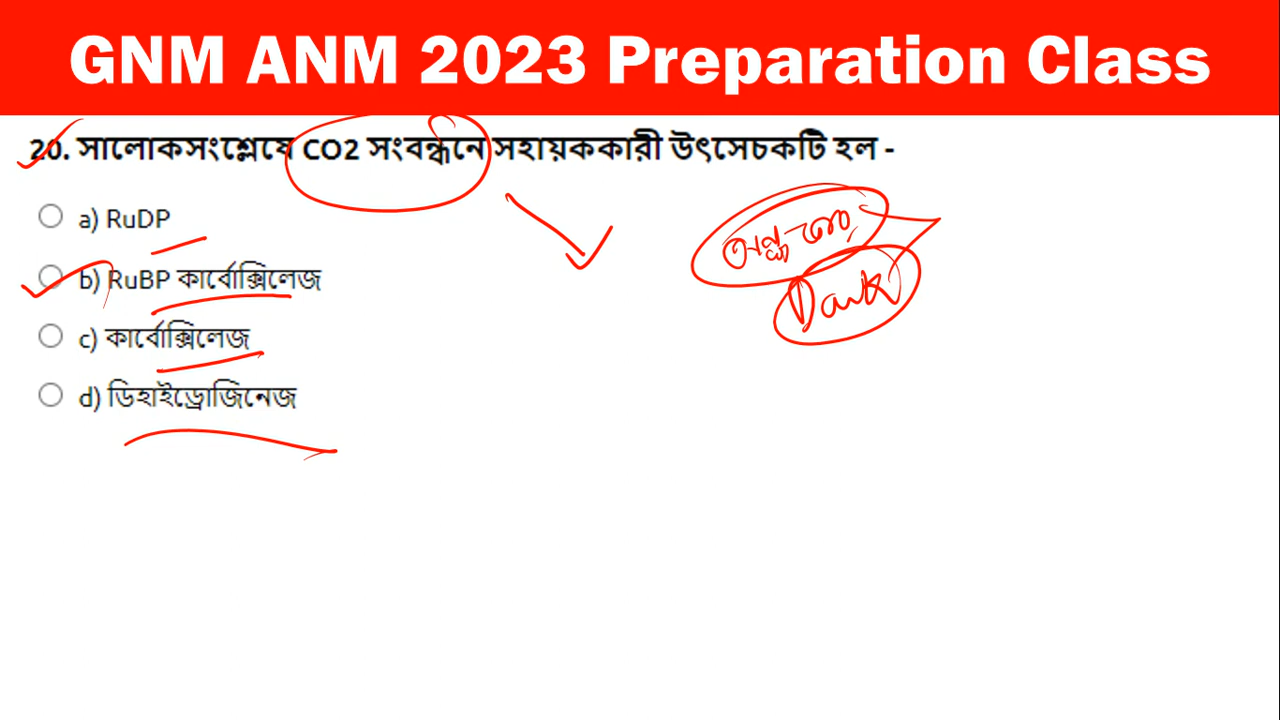 GNM ANM 2023 Preparation Class
20. সালোকসংশ্লেষে CO2 সংবন্ধনে সহায়ককারী উৎসেচকটি হল -
a) RuDP
b) RuBP কার্বোক্সিলেজ
c) কার্বোক্সিলেজ
d) ডিহাইড্রোজিনেজ
Dark